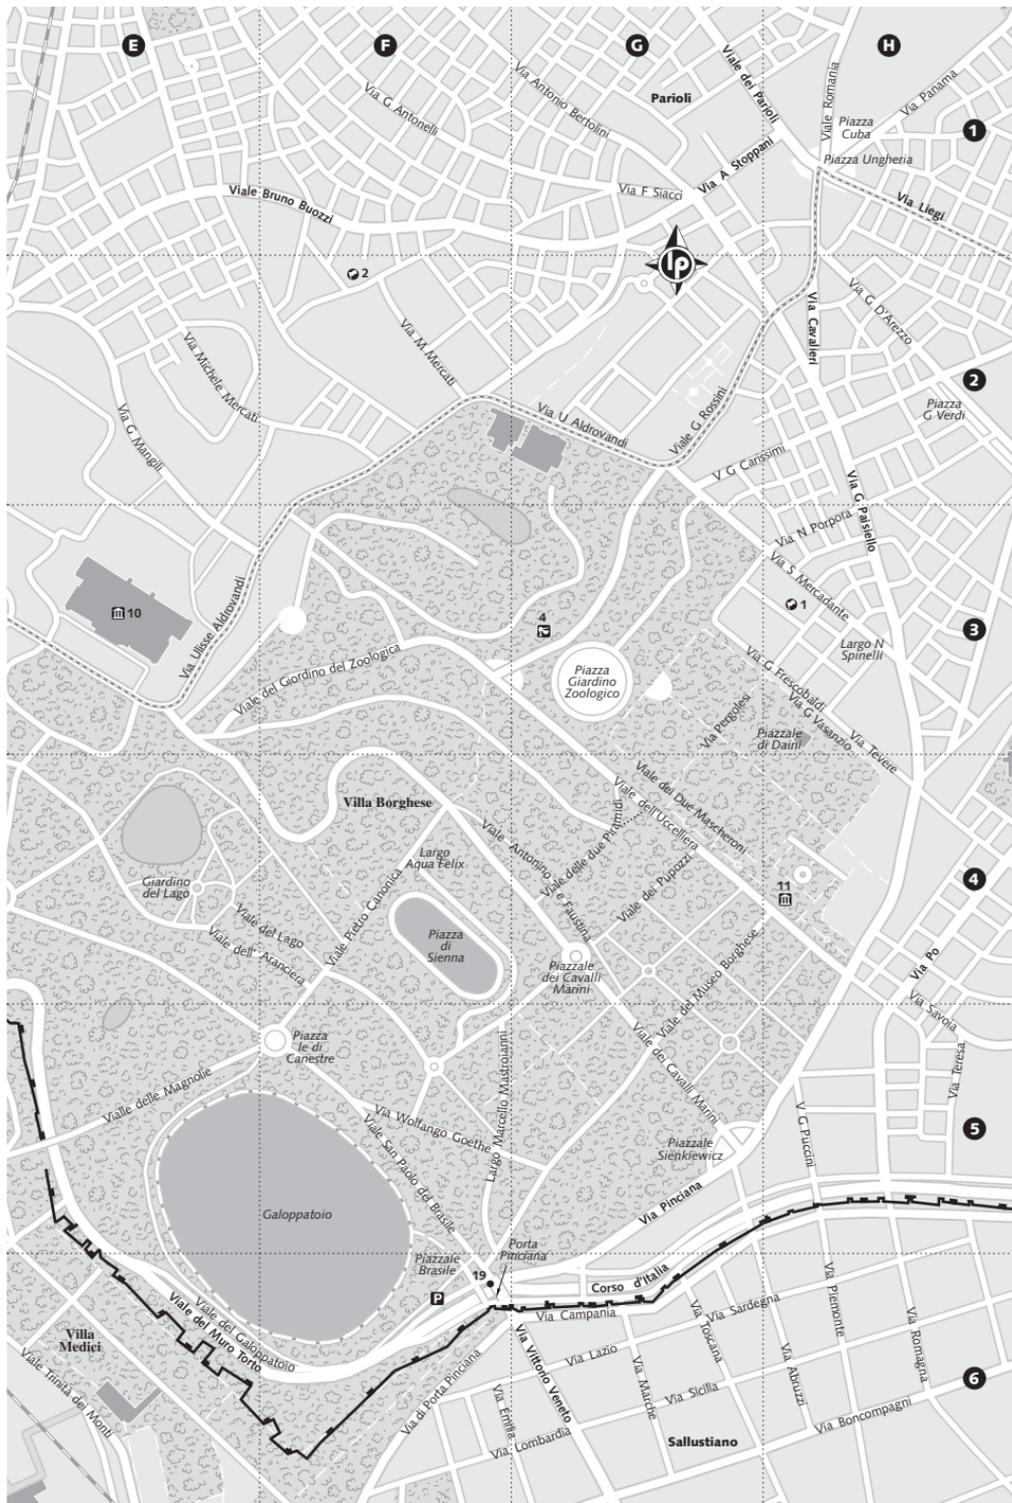 E
F
G
H
Via G Antonelli
Via Antonio Bertolini
Parioli
Viale dei Parioli
Viale Romania
Via Panama
Piazza
Cuba
1
Piazza Ungheria
Via A Stoppani
Via F Siacci
Via Liegi
Viale Bruno Buozzi
2
lp
Via Michele Mercati
Via M Mercati
Via Cavalieri
Via G D'Arezzo
2
Piazza
G Verdi
Via G Mangili
Via U Aldrovandi
Viale G Rossini
V G Carissimi
Via G Paisiello
Via N Porpora
Via S Mercadante
10
Via Ulisse Aldrovandi
4
1
3
Largo N
Spinelli
Viale del Giordino del Zoologica
Piazza
Giardino
Zoologico
Via G Frescobaldi
Via G Vasanzio
Via Tevere
Via Pergolesi
Piazzale
di Daini
Villa Borghese
Viale dei Due Mascheroni
Viale dell'Uccelliera
Viale delle due Piramidi
Viale dei Pupozzi
Viale Antonino e Faustina
Largo
Aqua Felix
Viale Pietro Canonica
Giardino
del Lago
Viale del Lago
Viale dell' Aranciera
11
4
Piazza
di
Sienna
Piazzale
dei Cavalli
Marini
Viale del Museo Borghese
Via Po
Via Savoia
Via Teresa
Piazza
le di
Canestre
Vialle delle Magnolie
Largo Marcello Mastroianni
Viale dei Cavalli Marini
Via Wolfango Goethe
Viale San Paolo del Brasile
V G Puccini
5
Piazzale
Sienkiewicz
Galoppatoio
Via Pinciana
Porta
Pinciana
Piazzale
Brasile
19
P
Corso d'Italia
Via Campania
Via Sardegna
Via Toscana
Via Piemonte
Via Romagna
Viale del Galoppatoio
Viale del Muro Torto
Villa
Medici
Viale Trinità dei Monti
Via di Porta Pinciana
Via Vittorio Veneto
Via Lazio
Via Marche
Via Sicilia
Via Abruzzi
Via Emilia
Via Lombardia
Via Boncompagni
Sallustiano
6